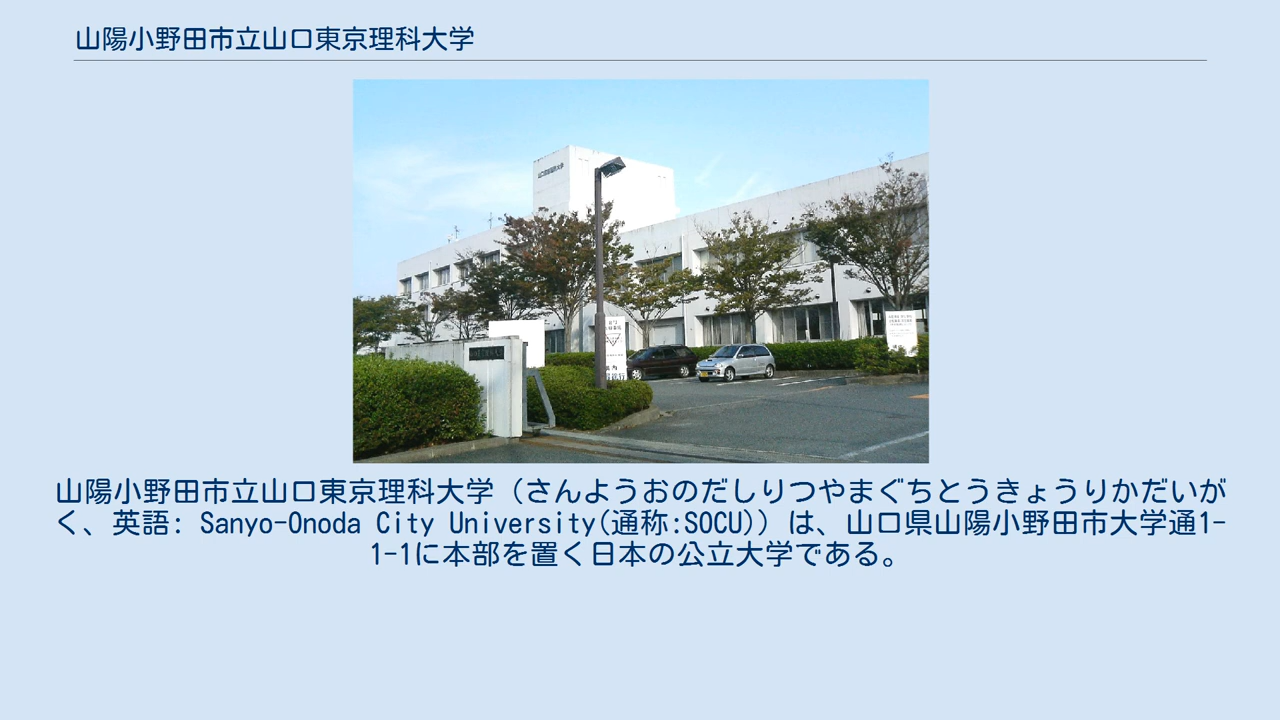 山陽小野田市立山口東京理科大学
山陽小野田市立山口東京理科大学（さんようおのだしりつやまぐちとうきょうりかだいが
く、英語: Sanyo-Onoda City University(通称:SOCU)）は、山口県山陽小野田市大学通1-
1-1に本部を置く日本の公立大学である。